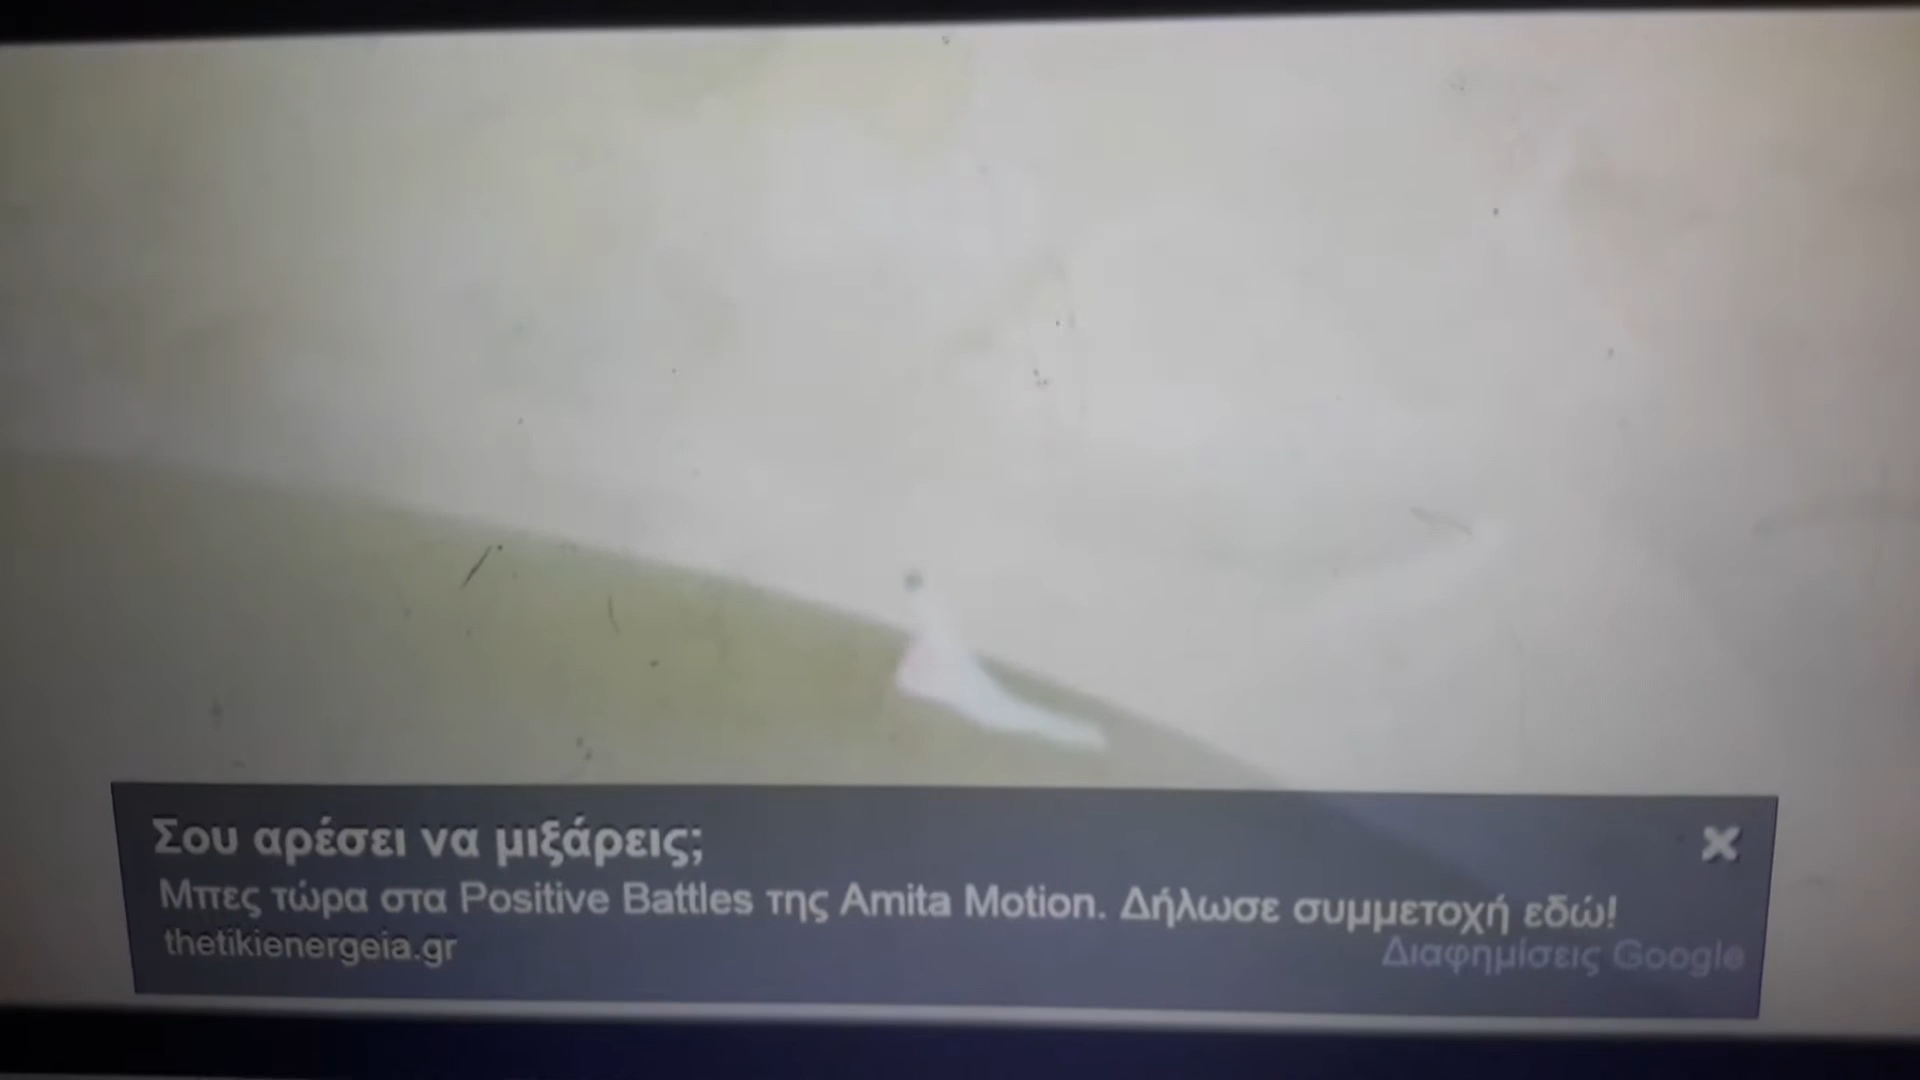 Σου αρέσει να μιξάρεις;
Μπες τώρα στα Positive Battles της Amita Motion. Δήλωσε συμμετοχή εδώ!
thetikienergeia.gr
Διαφημίσεις Google